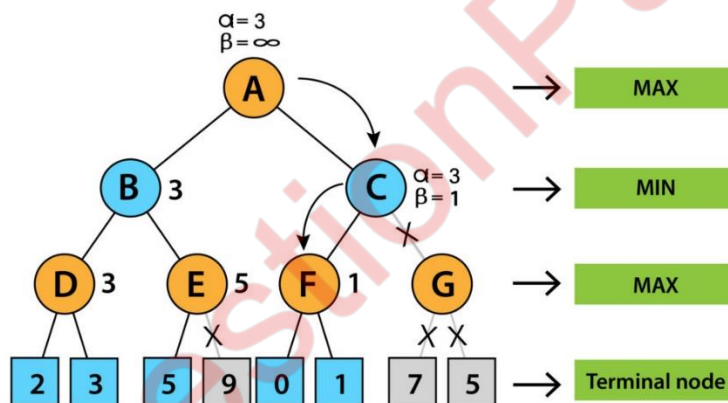 α = 3
β = ∞
A
MAX
B 3
C
α = 3
β = 1
MIN
D 3
E 5
F 1
G
MAX
X
X
X X
2 3 5 9 0 1 7 5
Terminal node